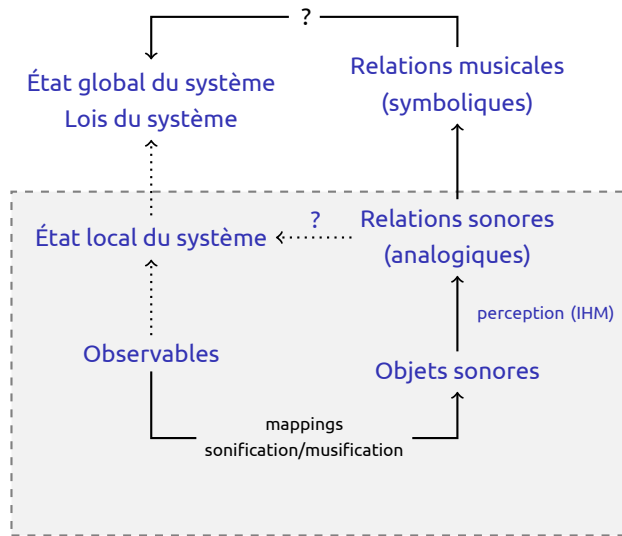 ?
État global du système
Lois du système
Relations musicales
(symboliques)
État local du système
?
Relations sonores
(analogiques)
perception (IHM)
Observables
Objets sonores
mappings
sonification/musification